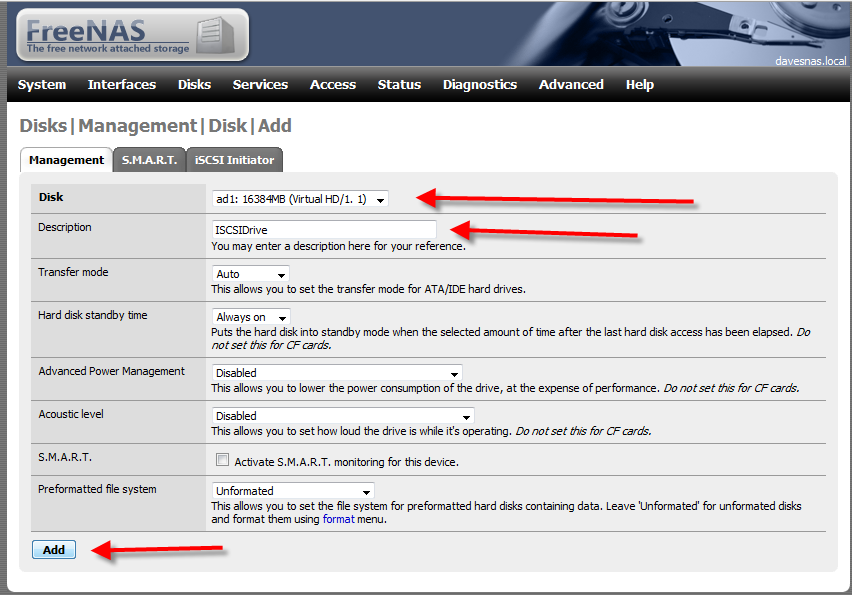 FreeNAS
The free network attached storage
davesnas.local
System Interfaces Disks Services Access Status Diagnostics Advanced Help
Disks|Management|Disk|Add
Management S.M.A.R.T. iSCSI Initiator
Disk
ad1: 16384MB (Virtual HD/1. 1)
Description
ISCSIDrive
You may enter a description here for your reference.
Transfer mode
Auto
This allows you to set the transfer mode for ATA/IDE hard drives.
Hard disk standby time
Always on
Puts the hard disk into standby mode when the selected amount of time after the last hard disk access has been elapsed. Do
not set this for CF cards.
Advanced Power Management
Disabled
This allows you to lower the power consumption of the drive, at the expense of performance. Do not set this for CF cards.
Acoustic level
Disabled
This allows you to set how loud the drive is while it's operating. Do not set this for CF cards.
S.M.A.R.T.
Activate S.M.A.R.T. monitoring for this device.
Preformatted file system
Unformated
This allows you to set the file system for preformatted hard disks containing data. Leave 'Unformated' for unformated disks
and format them using format menu.
Add